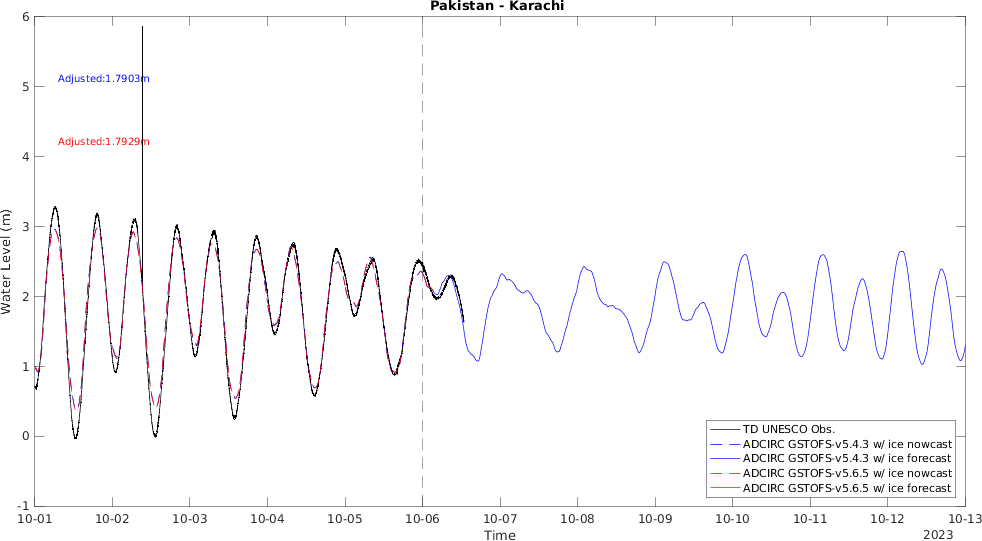 Pakistan - Karachi
6
5
4
3
2
1
0
-1
Water Level (m)
Adjusted:1.7903m
Adjusted:1.7929m
TD UNESCO Obs.
ADCIRC GSTOFS-v5.4.3 w/ ice nowcast
ADCIRC GSTOFS-v5.4.3 w/ ice forecast
ADCIRC GSTOFS-v5.6.5 w/ ice nowcast
ADCIRC GSTOFS-v5.6.5 w/ ice forecast
10-01 10-02 10-03 10-04 10-05 10-06 10-07 10-08 10-09 10-10 10-11 10-12 10-13
Time
2023